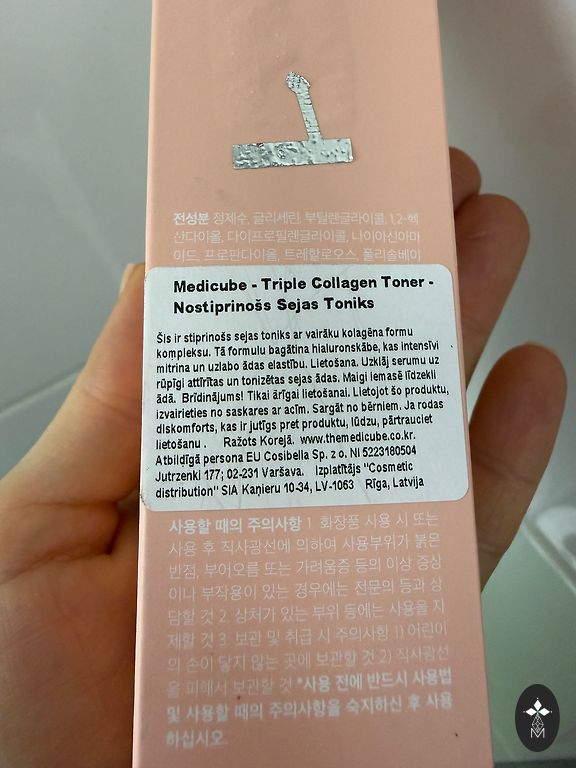 전성분 정제수, 글리세린, 부틸렌글라이콜, 1,2-헥
산다이올, 다이프로필렌글라이콜, 나이아신아마
이드, 프로판다이올, 트레할로오스, 폴리솔베이
Medicube - Triple Collagen Toner -
Nostiprinošs Sejas Toniks
Šis ir stiprinošs sejas toniks ar vairāku kolagēna formu
kompleksu. Tā formulu bagātina hialuronskābe, kas intensīvi
mitrina un uzlabo ādas elastību. Lietošana. Uzklāj serumu uz
rūpīgi attīrītas un tonizētas sejas ādas. Maigi iemasē līdzekli
ādā. Brīdinājums! Tikai ārīgai lietošanai. Lietojot šo produktu,
izvairieties no saskares ar acīm. Sargāt no bērniem. Ja rodas
diskomforts, kas ir jutīgs pret produktu, lūdzu, pārtrauciet
lietošanu . Ražots Korejā. www.themedicube.co.kr.
Atbildīgā persona EU Cosibella Sp. z o. NI 5223180504
Jutrzenki 177; 02-231 Varšava. Izplatītājs "Cosmetic
distribution" SIA Kaņieru 10-34, LV-1063 Rīga, Latvija
사용할 때의 주의사항 1. 화장품 사용 시 또는
사용 후 직사광선에 의하여 사용부위가 붉은
반점, 부어오름 또는 가려움증 등의 이상 증상
이나 부작용이 있는 경우에는 전문의 등과 상
담할 것 2. 상처가 있는 부위 등에는 사용을 자
제할 것 3. 보관 및 취급 시 주의사항 1) 어린이
의 손이 닿지 않는 곳에 보관할 것 2) 직사광선
을 피해서 보관할 것 *사용 전에 반드시 사용법
및 사용할 때의 주의사항을 숙지하신 후 사용
하십시오.
M